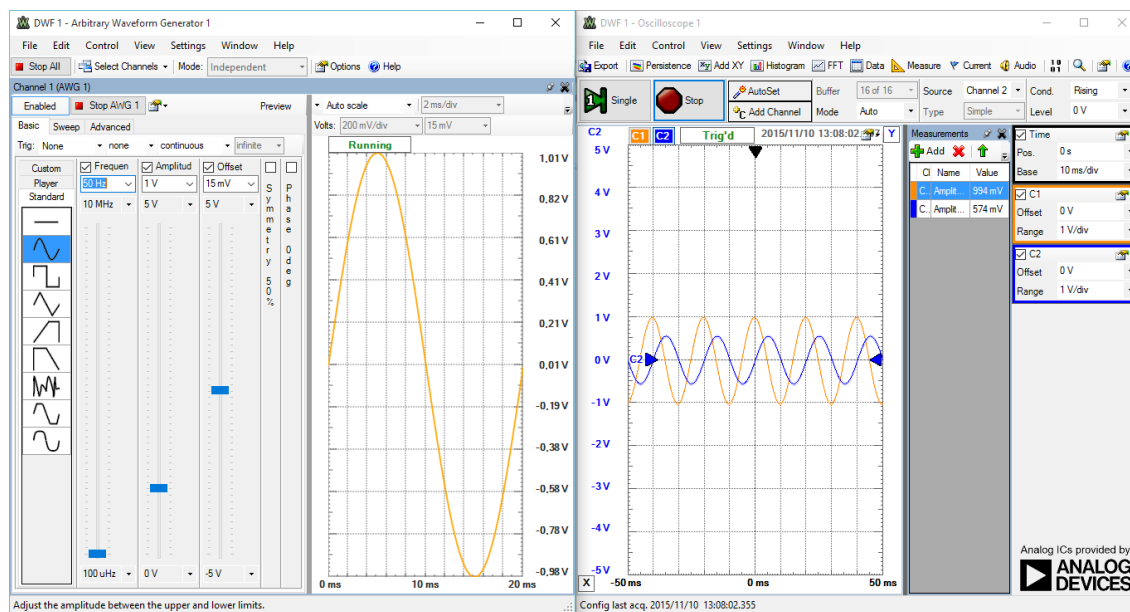 DWF 1 - Arbitrary Waveform Generator 1
File Edit Control View Settings Window Help
Stop All Select Channels Mode: Independent Options Help
Channel 1 (AWG 1)
Enabled Stop AWG 1 Preview
Basic Sweep Advanced
Trig: None none continuous infinite
Custom
Player
Standard
Frequen Amplitud Offset
50 Hz 1 V 15 mV
10 MHz 5 V 5 V
Symmetry 50%
Phase 0 deg
100 uHz 0 V -5 V
Auto scale 2 ms/div
Volts: 200 mV/div 15 mV
Running
1,01 V
0,82 V
0,61 V
0,41 V
0,21 V
0,01 V
-0,19 V
-0,38 V
-0,58 V
-0,78 V
-0,98 V
0 ms 10 ms 20 ms
Adjust the amplitude between the upper and lower limits.
DWF 1 - Oscilloscope 1
File Edit Control View Settings Window Help
Export Persistence Add XY Histogram FFT Data Measure Current Audio
Single Stop AutoSet Add Channel
Buffer 16 of 16 Source Channel 2 Cond. Rising
Mode Auto Type Simple Level 0 V
C2 C1 C2 Trig'd 2015/11/10 13:08:02 Y
5 V
4 V
3 V
2 V
1 V
0 V
-1 V
-2 V
-3 V
-4 V
-5 V
C2
X -50 ms 0 ms 50 ms
Measurements
Add
Cl Name Value
C.. Amplit... 994 mV
C.. Amplit... 574 mV
Time
Pos. 0 s
Base 10 ms/div
C1
Offset 0 V
Range 1 V/div
C2
Offset 0 V
Range 1 V/div
Analog ICs provided by
ANALOG
DEVICES
Config last acq. 2015/11/10 13:08:02.355